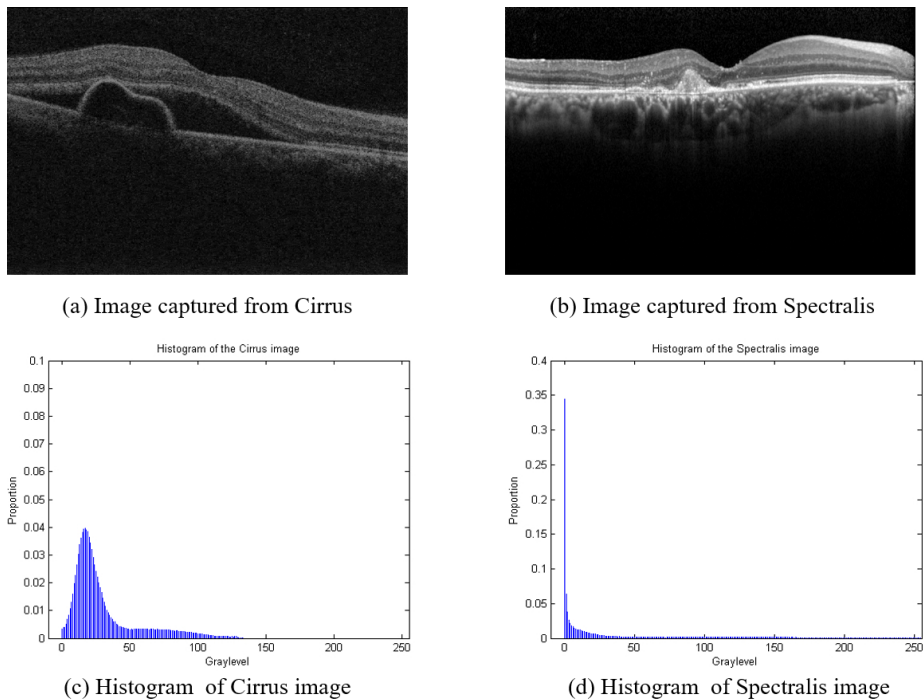 (a) Image captured from Cirrus
(b) Image captured from Spectralis
Histogram of the Cirrus image
0.1
0.09
0.08
0.07
0.06
0.05
0.04
0.03
0.02
0.01
0
Proportion
0 50 100 150 200 250
Graylevel
(c) Histogram of Cirrus image
Histogram of the Spectralis image
0.4
0.35
0.3
0.25
0.2
0.15
0.1
0.05
0
Proportion
0 50 100 150 200 250
Graylevel
(d) Histogram of Spectralis image